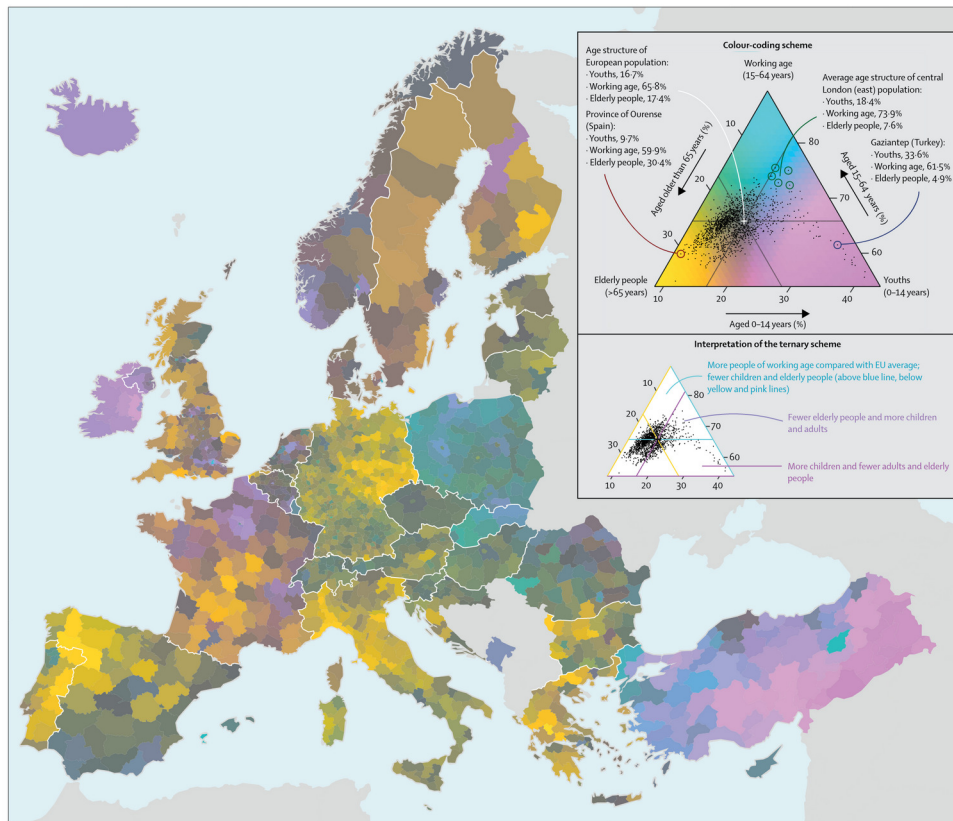 Colour-coding scheme
Age structure of
European population:
· Youths, 16·7%
· Working age, 65·8%
· Elderly people, 17·4%
Province of Ourense
(Spain):
· Youths, 9·7%
· Working age, 59·9%
· Elderly people, 30·4%
Working age
(15–64 years)
Average age structure of central
London (east) population:
· Youths, 18·4%
· Working age, 73·9%
· Elderly people, 7·6%
Gaziantep (Turkey):
· Youths, 33·6%
· Working age, 61·5%
· Elderly people, 4·9%
Aged older than 65 years (%)
10
20
30
Aged 15–64 years (%)
80
70
60
Elderly people
(>65 years)
Youths
(0–14 years)
10
20
30
40
Aged 0–14 years (%)
Interpretation of the ternary scheme
More people of working age compared with EU average;
fewer children and elderly people (above blue line, below
yellow and pink lines)
Fewer elderly people and more children
and adults
More children and fewer adults and elderly
people
10
20
30
80
70
60
10
20
30
40